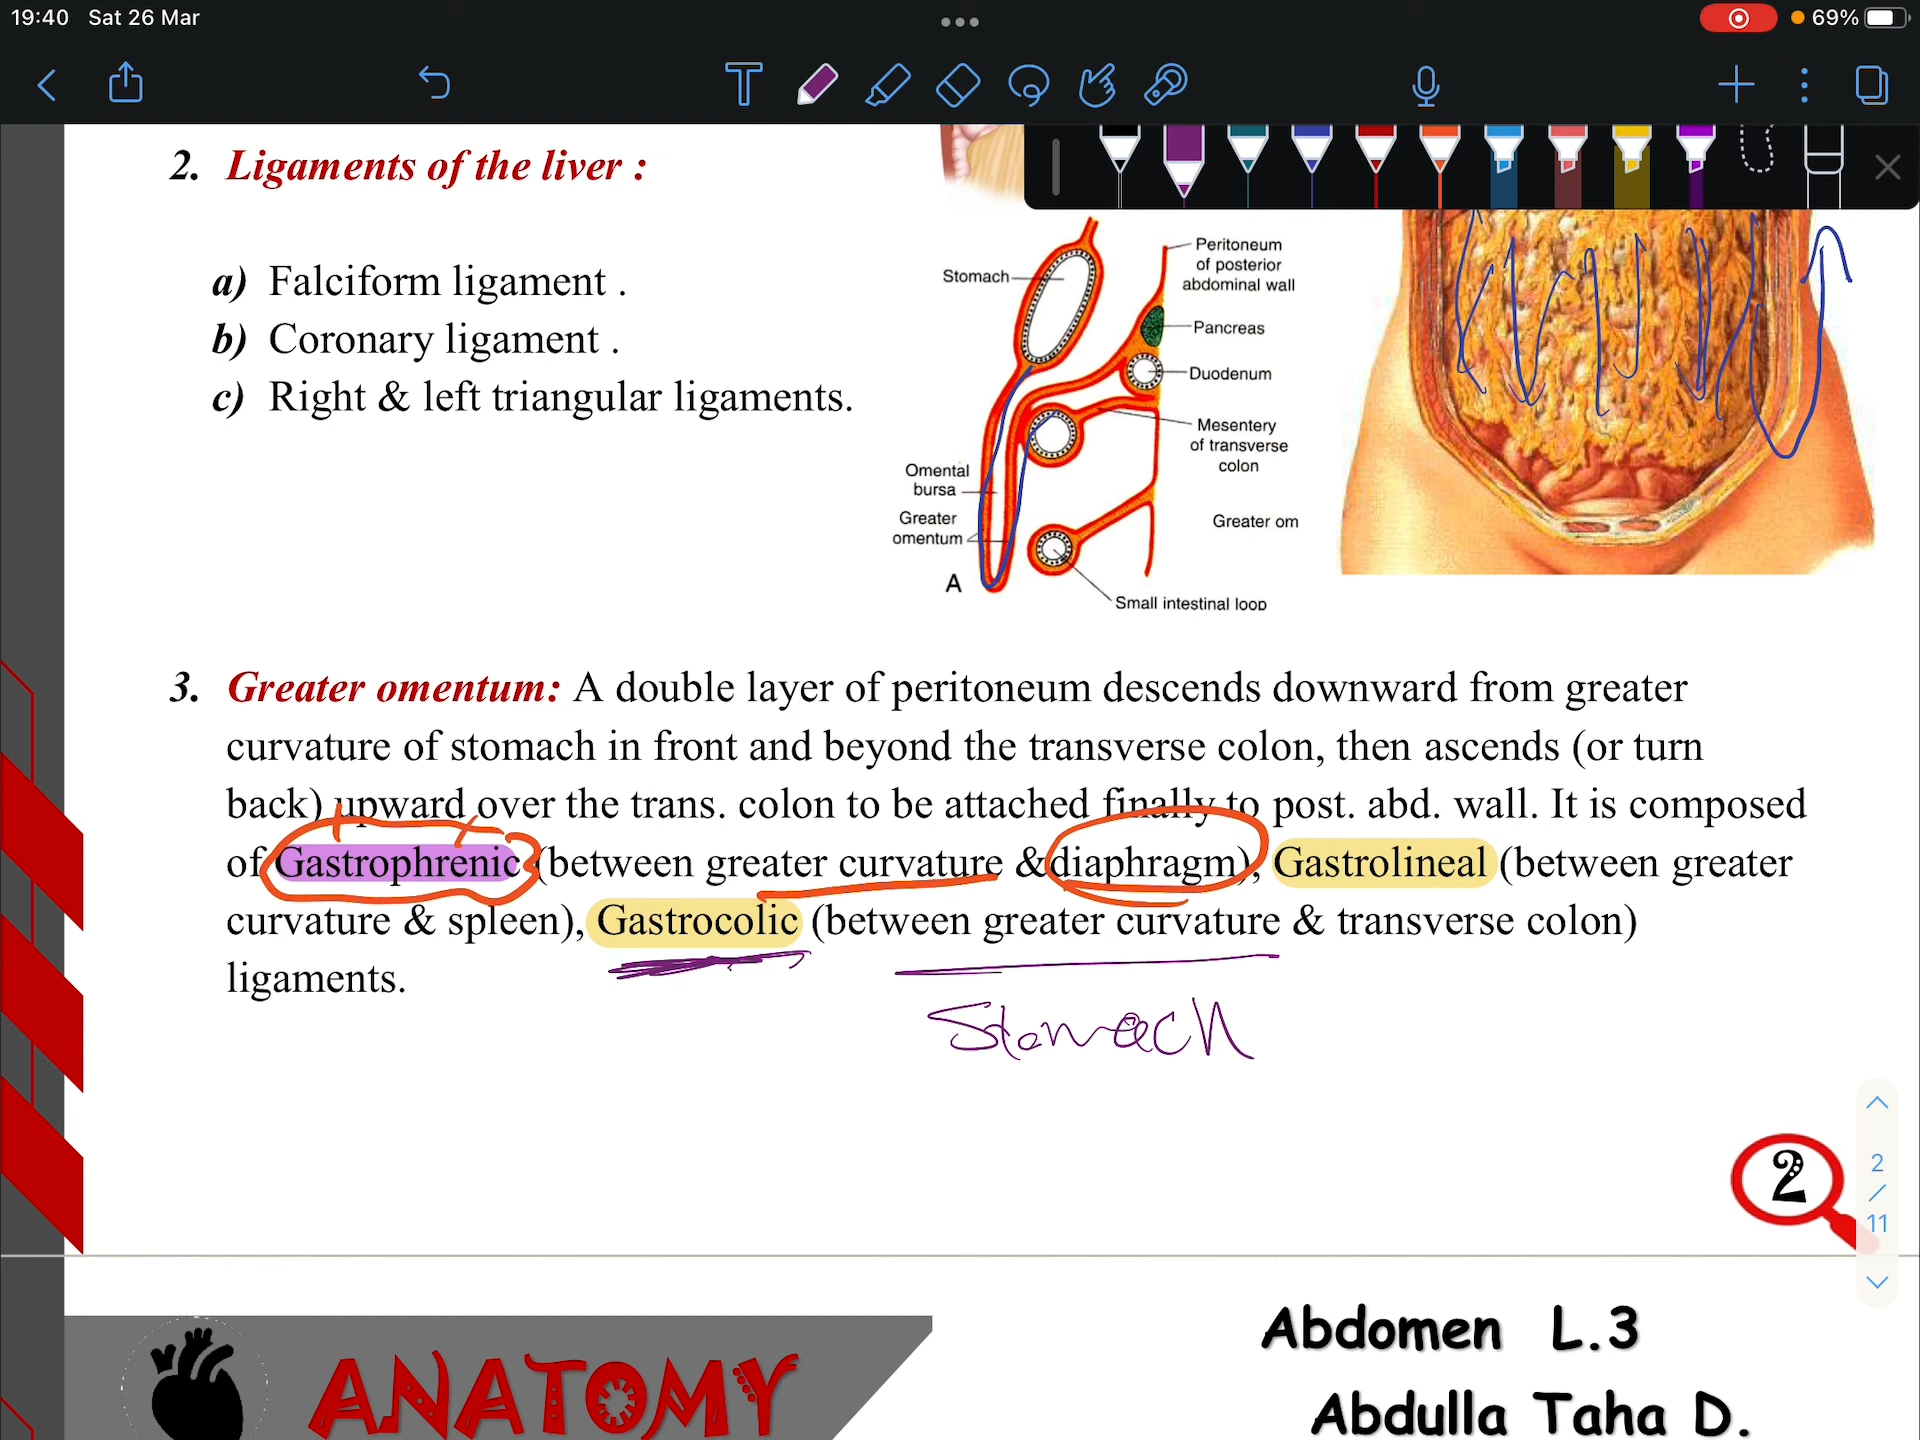 19:40 Sat 26 Mar
69%
T
2. Ligaments of the liver :
a) Falciform ligament .
b) Coronary ligament .
c) Right & left triangular ligaments.
Stomach
Peritoneum
of posterior
abdominal wall
Pancreas
Duodenum
Mesentery
of transverse
colon
Omental
bursa
Greater
omentum
Greater om
A
Small intestinal loop
3. Greater omentum: A double layer of peritoneum descends downward from greater
curvature of stomach in front and beyond the transverse colon, then ascends (or turn
back) upward over the trans. colon to be attached finally to post. abd. wall. It is composed
of Gastrophrenic (between greater curvature &diaphragm), Gastrolineal (between greater
curvature & spleen), Gastrocolic (between greater curvature & transverse colon)
ligaments.
Stomach
2
2
/
11
ANATOMY
Abdomen L.3
Abdulla Taha D.